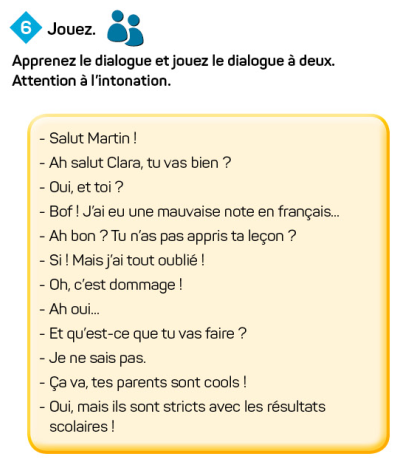 6 Jouez.
Apprenez le dialogue et jouez le dialogue à deux.
Attention à l'intonation.
- Salut Martin !
- Ah salut Clara, tu vas bien ?
- Oui, et toi ?
- Bof ! J'ai eu une mauvaise note en français...
- Ah bon ? Tu n'as pas appris ta leçon ?
- Si ! Mais j'ai tout oublié !
- Oh, c'est dommage !
- Ah oui...
- Et qu'est-ce que tu vas faire ?
- Je ne sais pas.
- Ça va, tes parents sont cools !
- Oui, mais ils sont stricts avec les résultats
scolaires !